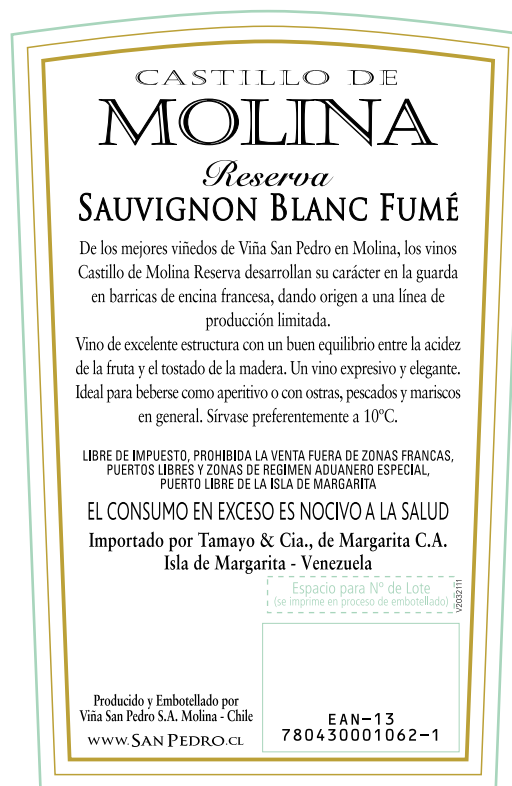 CASTILLO DE
MOLINA
Reserva
SAUVIGNON BLANC FUMÉ
De los mejores viñedos de Viña San Pedro en Molina, los vinos
Castillo de Molina Reserva desarrollan su carácter en la guarda
en barricas de encina francesa, dando origen a una línea de
producción limitada.
Vino de excelente estructura con un buen equilibrio entre la acidez
de la fruta y el tostado de la madera. Un vino expresivo y elegante.
Ideal para beberse como aperitivo o con ostras, pescados y mariscos
en general. Sírvase preferentemente a 10°C.
LIBRE DE IMPUESTO, PROHIBIDA LA VENTA FUERA DE ZONAS FRANCAS,
PUERTOS LIBRES Y ZONAS DE REGIMEN ADUANERO ESPECIAL,
PUERTO LIBRE DE LA ISLA DE MARGARITA
EL CONSUMO EN EXCESO ES NOCIVO A LA SALUD
Importado por Tamayo & Cia., de Margarita C.A.
Isla de Margarita - Venezuela
Espacio para Nº de Lote
(se imprime en proceso de embotellado)
V2032111
Producido y Embotellado por
Viña San Pedro S.A. Molina - Chile
WWW.SAN PEDRO.CL
EAN-13
780430001062-1